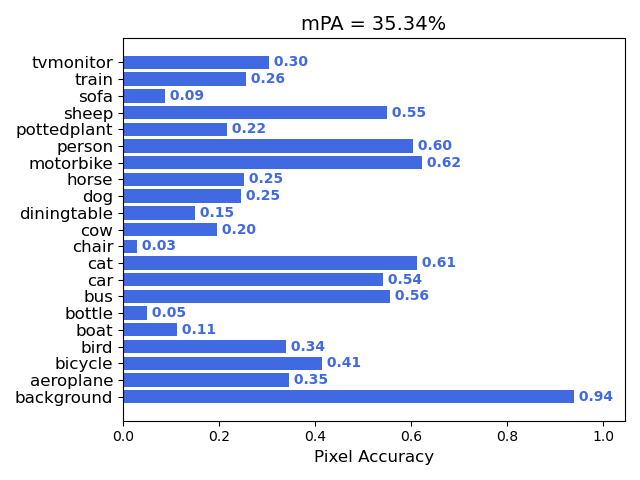 mPA = 35.34%
tvmonitor 0.30
train 0.26
sofa 0.09
sheep 0.55
pottedplant 0.22
person 0.60
motorbike 0.62
horse 0.25
dog 0.25
diningtable 0.15
cow 0.20
chair 0.03
cat 0.61
car 0.54
bus 0.56
bottle 0.05
boat 0.11
bird 0.34
bicycle 0.41
aeroplane 0.35
background 0.94
0.0 0.2 0.4 0.6 0.8 1.0
Pixel Accuracy